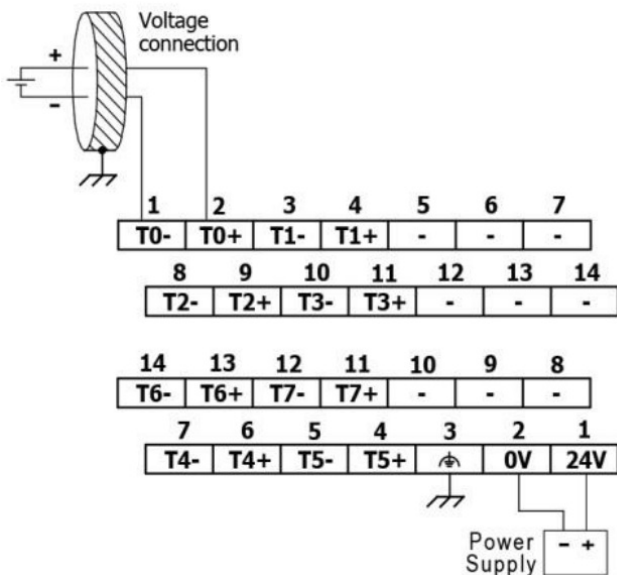 Voltage
connection
+
-
1 2 3 4 5 6 7
T0- T0+ T1- T1+ - - -
8 9 10 11 12 13 14
T2- T2+ T3- T3+ - - -
14 13 12 11 10 9 8
T6- T6+ T7- T7+ - - -
7 6 5 4 3 2 1
T4- T4+ T5- T5+ 0V 24V
Power - +
Supply